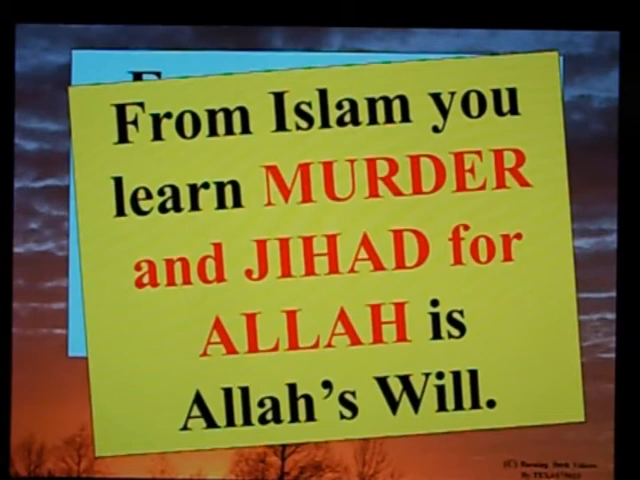 From Islam you
learn MURDER
and JIHAD for
ALLAH is
Allah's Will.